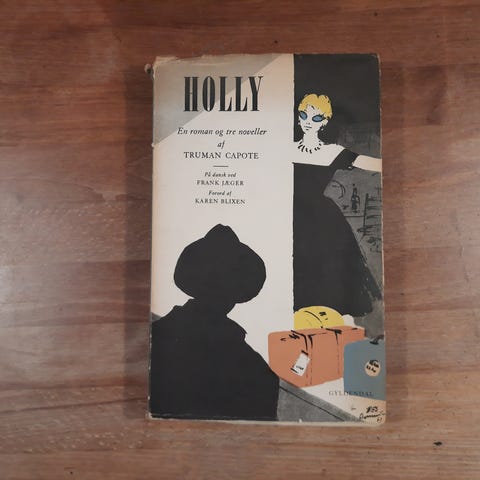 HOLLY
En roman og tre noveller
af
TRUMAN CAPOTE
På dansk ved
FRANK JÆGER
Forord af
KAREN BLIXEN
GYLDENDAL